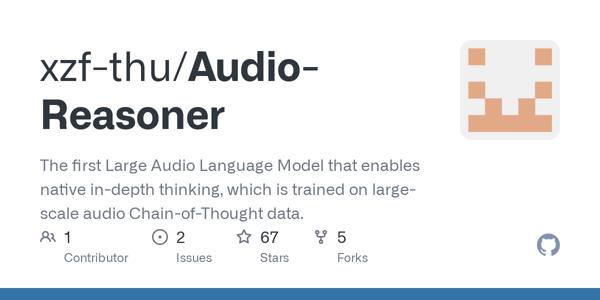 xzf-thu/Audio-
Reasoner
The first Large Audio Language Model that enables
native in-depth thinking, which is trained on large-
scale audio Chain-of-Thought data.
1 2 67 5
Contributor Issues Stars Forks